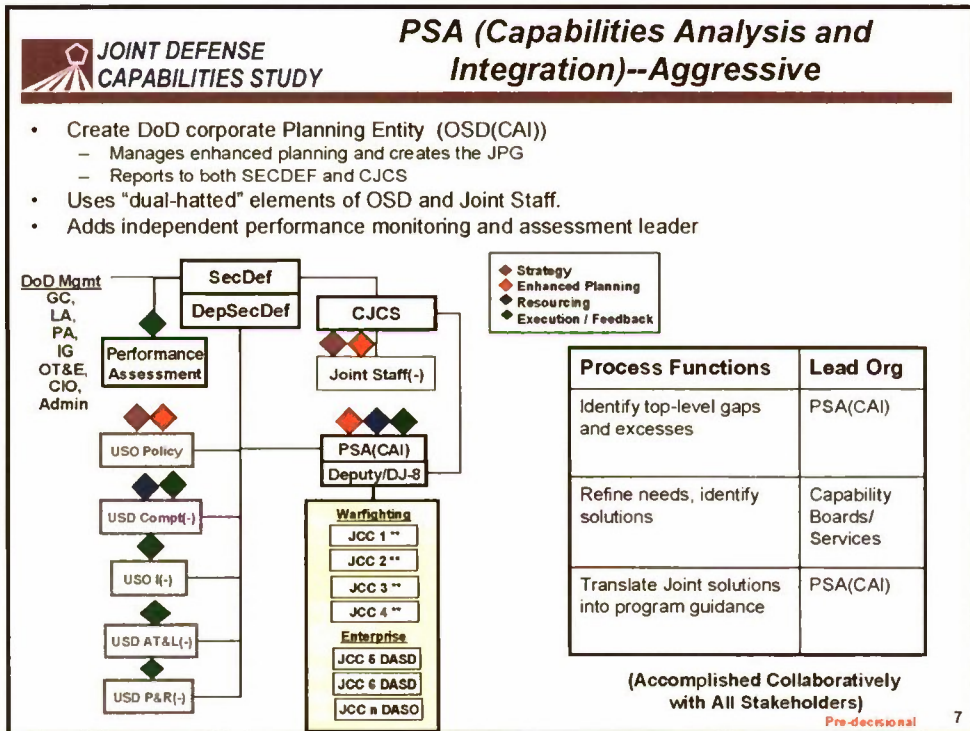 JOINT DEFENSE
CAPABILITIES STUDY
PSA (Capabilities Analysis and
Integration)--Aggressive
• Create DoD corporate Planning Entity (OSD(CAI))
– Manages enhanced planning and creates the JPG
– Reports to both SECDEF and CJCS
• Uses "dual-hatted" elements of OSD and Joint Staff.
• Adds independent performance monitoring and assessment leader
DoD Mgmt
GC,
LA,
PA,
IG
OT&E,
CIO,
Admin
SecDef
DepSecDef
CJCS
Performance
Assessment
Joint Staff(-)
Strategy
Enhanced Planning
Resourcing
Execution / Feedback
USO Policy
USD Compt(-)
USO I(-)
USD AT&L(-)
USD P&R(-)
PSA(CAI)
Deputy/DJ-8
Warfighting
JCC 1 **
JCC 2 **
JCC 3 **
JCC 4 **
Enterprise
JCC 5 DASD
JCC 6 DASD
JCC n DASO
Process Functions
Lead Org
Identify top-level gaps
and excesses
PSA(CAI)
Refine needs, identify
solutions
Capability
Boards/
Services
Translate Joint solutions
into program guidance
PSA(CAI)
(Accomplished Collaboratively
with All Stakeholders)
Pre-decisional
7